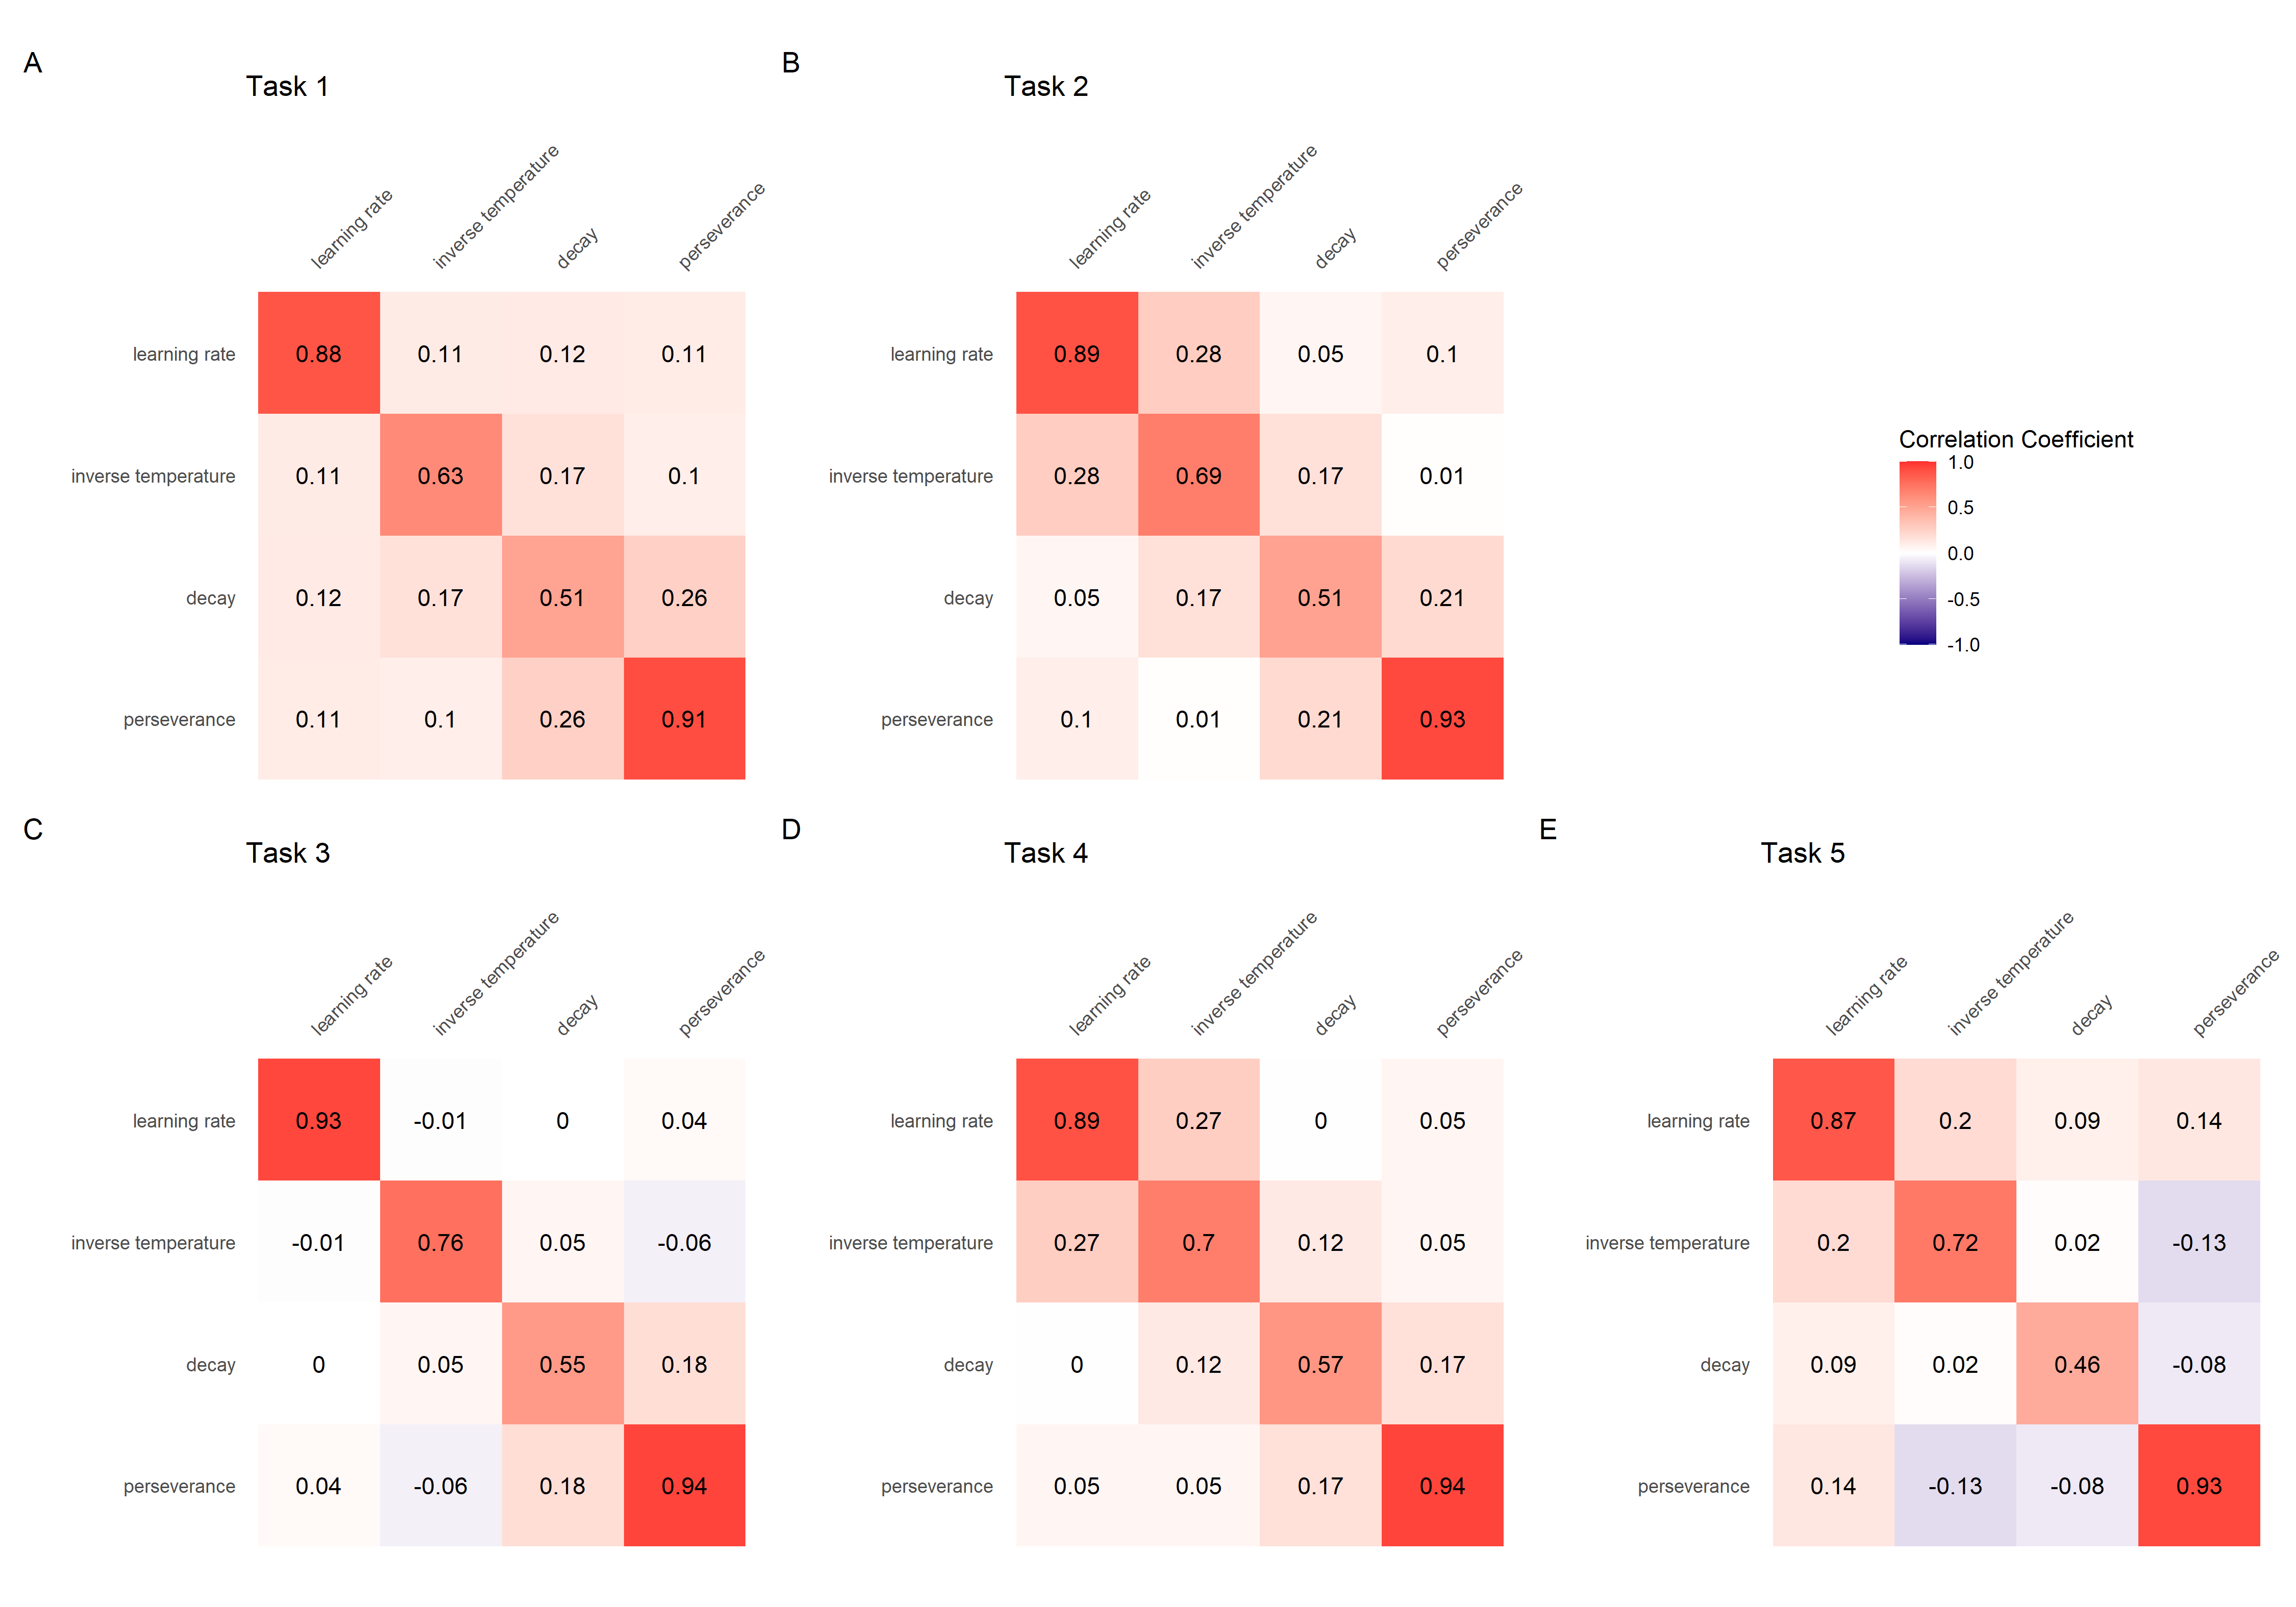 A
Task 1
learning rate
inverse temperature
decay
perseverance
learning rate 0.88 0.11 0.12 0.11
inverse temperature 0.11 0.63 0.17 0.1
decay 0.12 0.17 0.51 0.26
perseverance 0.11 0.1 0.26 0.91
B
Task 2
learning rate
inverse temperature
decay
perseverance
learning rate 0.89 0.28 0.05 0.1
inverse temperature 0.28 0.69 0.17 0.01
decay 0.05 0.17 0.51 0.21
perseverance 0.1 0.01 0.21 0.93
Correlation Coefficient
1.0
0.5
0.0
-0.5
-1.0
C
Task 3
learning rate
inverse temperature
decay
perseverance
learning rate 0.93 -0.01 0 0.04
inverse temperature -0.01 0.76 0.05 -0.06
decay 0 0.05 0.55 0.18
perseverance 0.04 -0.06 0.18 0.94
D
Task 4
learning rate
inverse temperature
decay
perseverance
learning rate 0.89 0.27 0 0.05
inverse temperature 0.27 0.7 0.12 0.05
decay 0 0.12 0.57 0.17
perseverance 0.05 0.05 0.17 0.94
E
Task 5
learning rate
inverse temperature
decay
perseverance
learning rate 0.87 0.2 0.09 0.14
inverse temperature 0.2 0.72 0.02 -0.13
decay 0.09 0.02 0.46 -0.08
perseverance 0.14 -0.13 -0.08 0.93